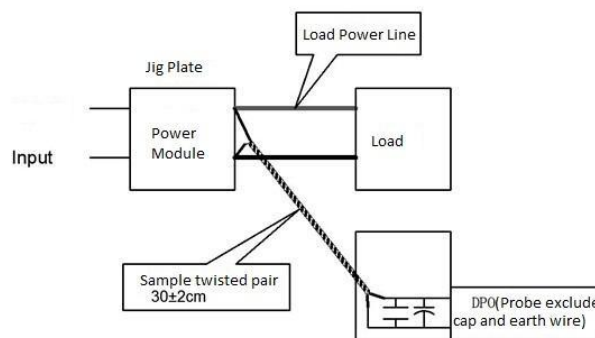 Load Power Line
Jig Plate
Power
Module
Load
Input
Sample twisted pair
30±2cm
DPO(Probe exclude
cap and earth wire)